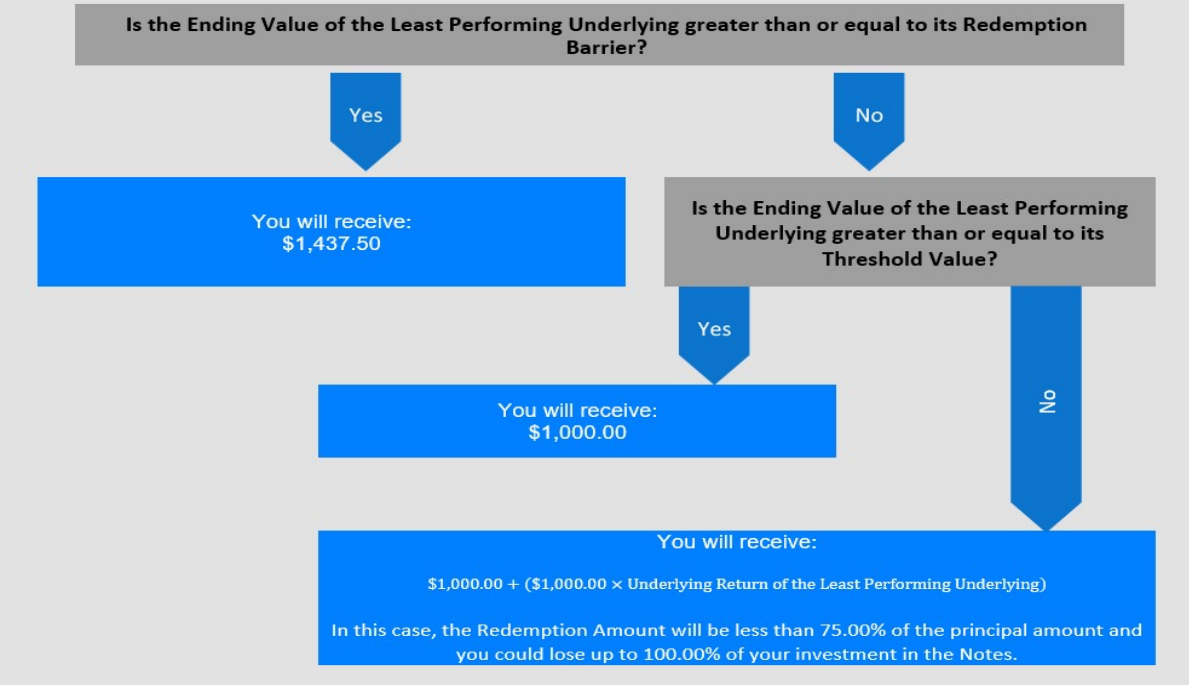 Is the Ending Value of the Least Performing Underlying greater than or equal to its Redemption
Barrier?
Yes
No
You will receive:
$1,437.50
Is the Ending Value of the Least Performing
Underlying greater than or equal to its
Threshold Value?
Yes
No
You will receive:
$1,000.00
You will receive:
$1,000.00 + ($1,000.00 × Underlying Return of the Least Performing Underlying)
In this case, the Redemption Amount will be less than 75.00% of the principal amount and
you could lose up to 100.00% of your investment in the Notes.